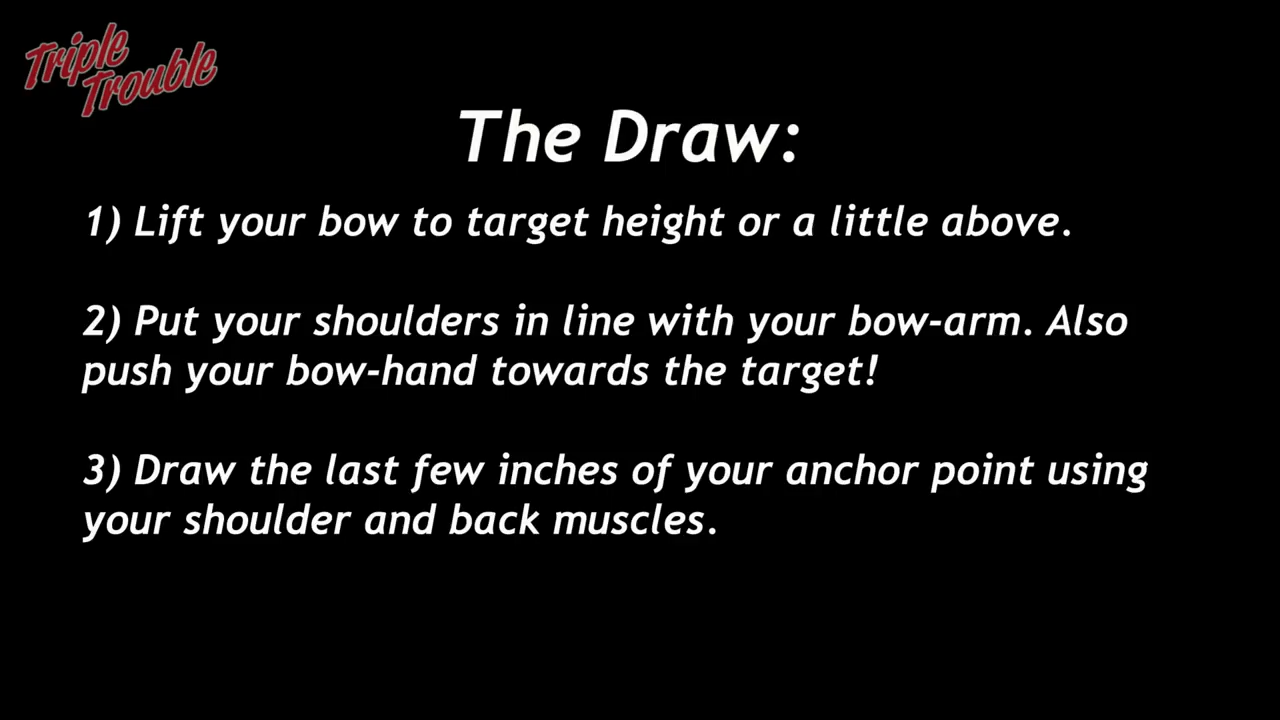 Triple
Trouble
The Draw:
1) Lift your bow to target height or a little above.
2) Put your shoulders in line with your bow-arm. Also
push your bow-hand towards the target!
3) Draw the last few inches of your anchor point using
your shoulder and back muscles.